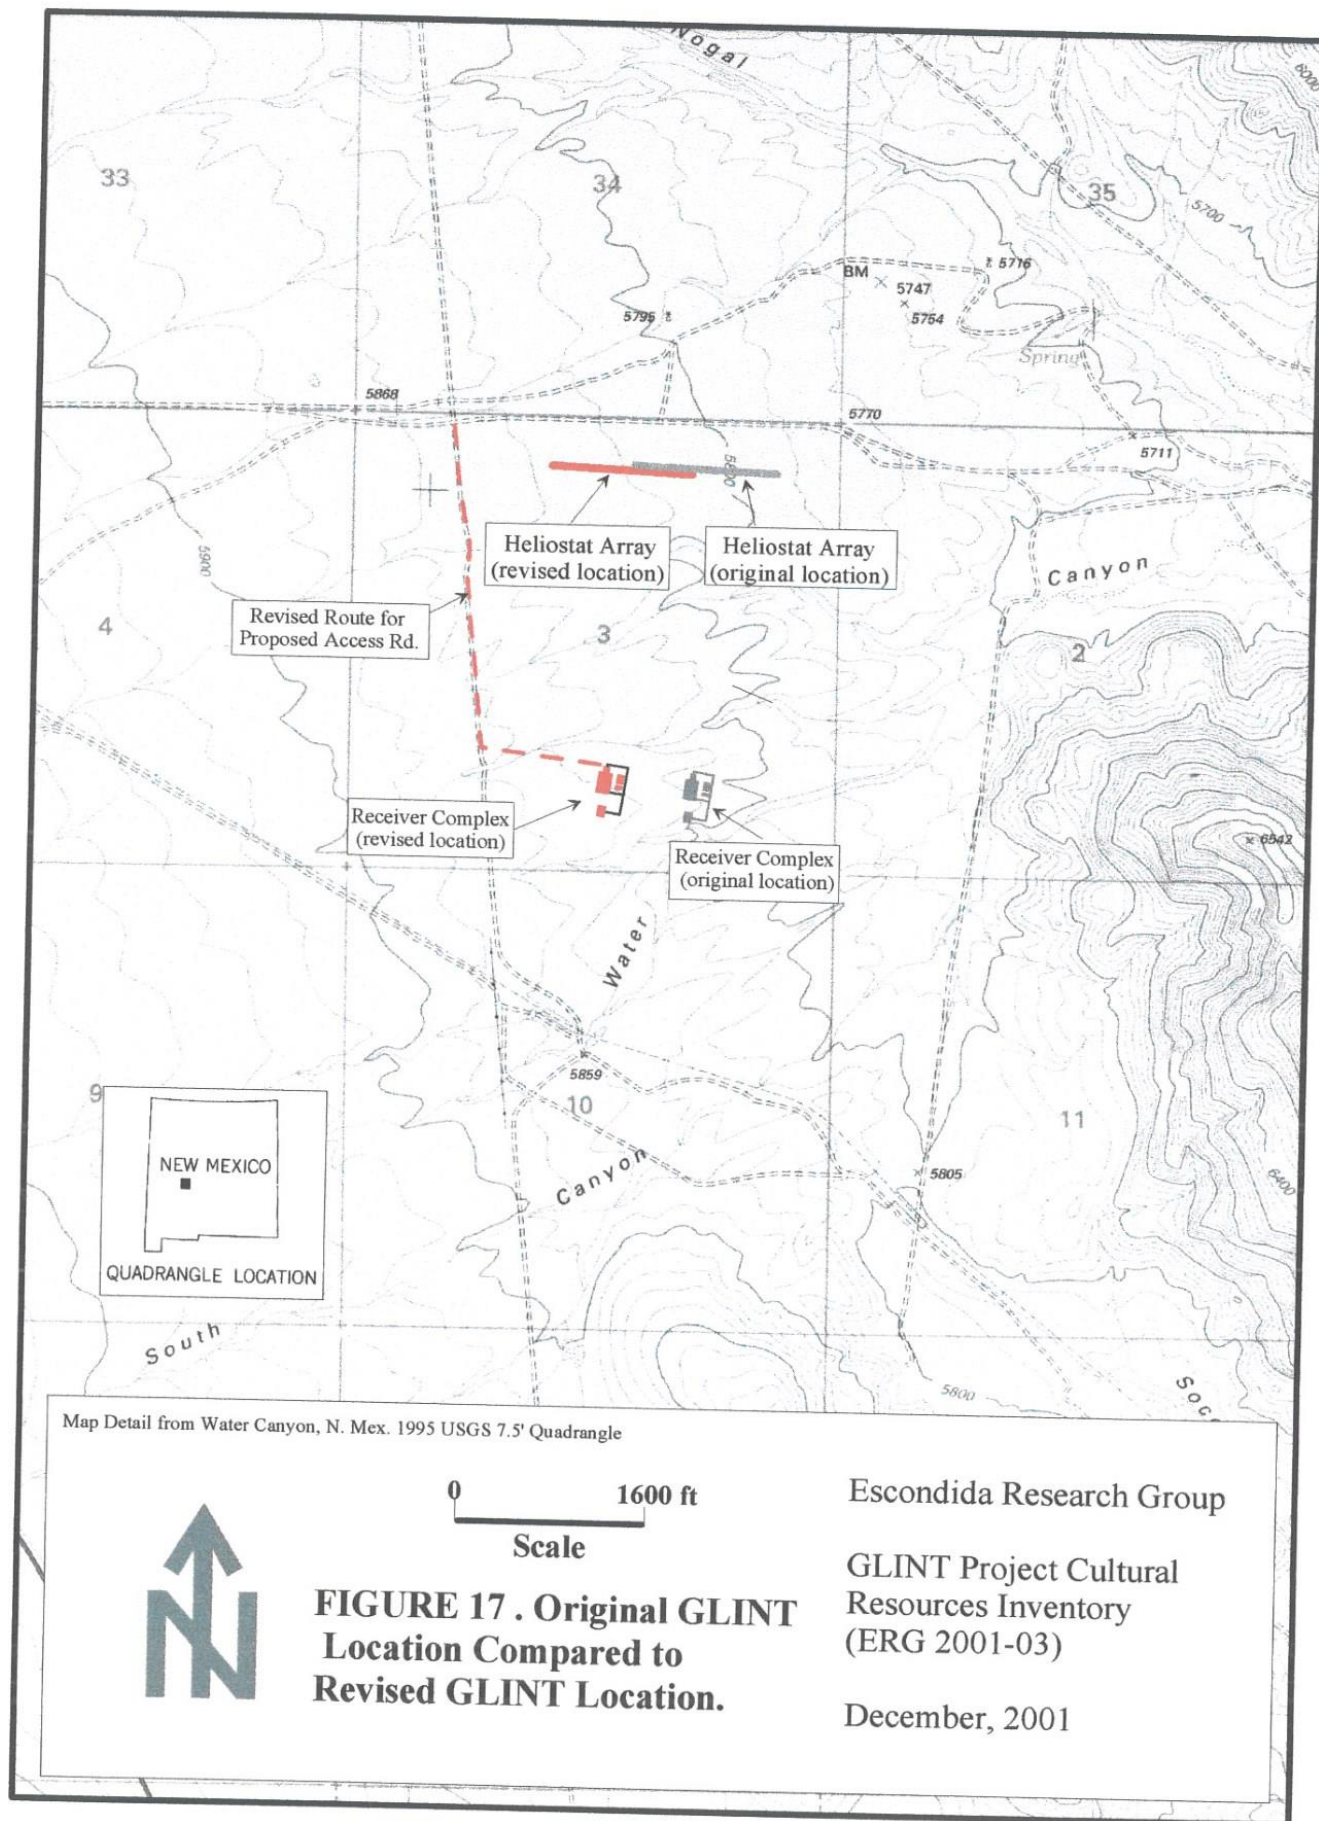 Nogal
6000
33
34
35
5700
BM
5716
5747
5754
5795
Spring
5868
5770
5711
5800
Heliostat Array
(revised location)
Heliostat Array
(original location)
Canyon
5900
Revised Route for
Proposed Access Rd.
4
3
2
Receiver Complex
(revised location)
Receiver Complex
(original location)
6542
Water
5859
9
10
11
NEW MEXICO
QUADRANGLE LOCATION
Canyon
5805
6400
South
5800
Soco
Map Detail from Water Canyon, N. Mex. 1995 USGS 7.5' Quadrangle
0 1600 ft
Scale
N
FIGURE 17 . Original GLINT
Location Compared to
Revised GLINT Location.
Escondida Research Group
GLINT Project Cultural
Resources Inventory
(ERG 2001-03)
December, 2001